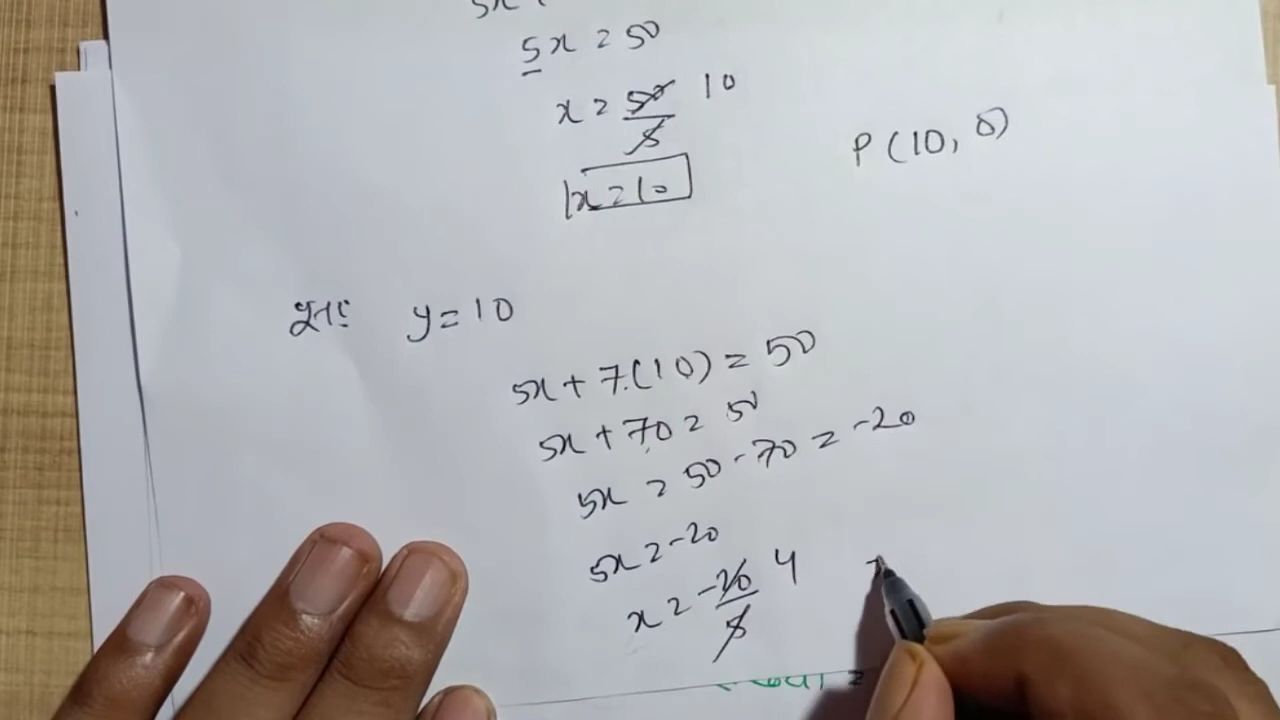 5x = 50
x = 50/5 10
x = 10
P (10, 0)
पुनः y = 10
5x + 7.(10) = 50
5x + 70 = 50
5x = 50 - 70 = -20
5x = -20
x = -20/5 4